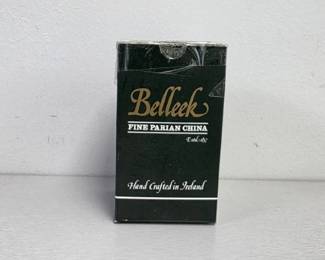 Belleek
FINE PARIAN CHINA
Hand Crafted in Ireland